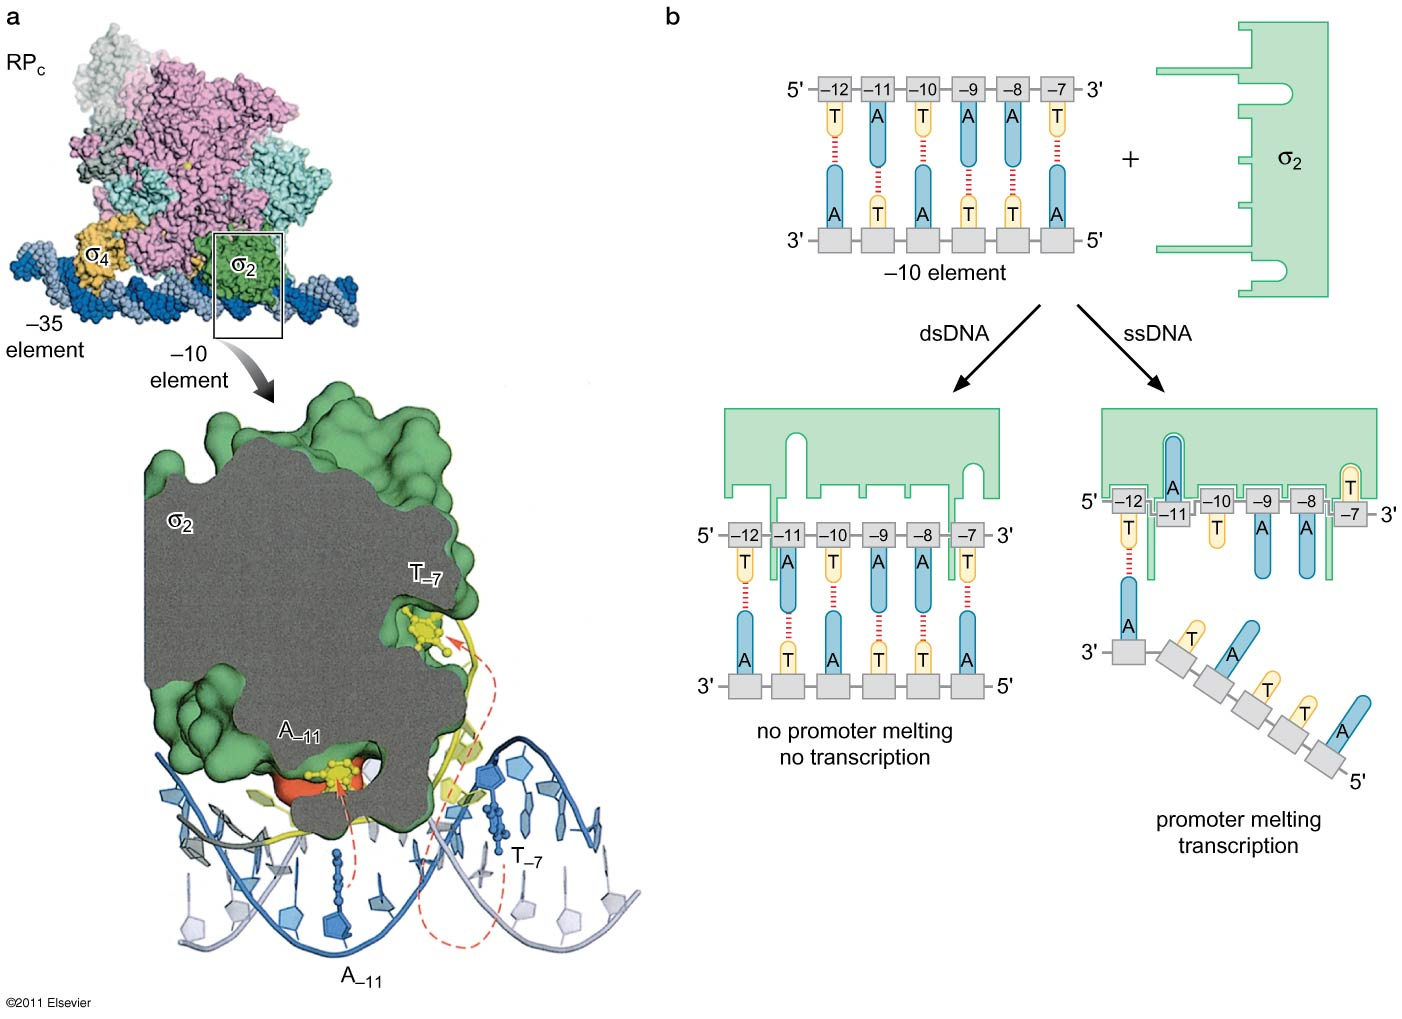 a
RPc
σ4
σ2
–35
element
–10
element
σ2
T–7
A–11
T–7
A–11
©2011 Elsevier
b
5' –12 –11 –10 –9 –8 –7 3'
T A T A A T
A T A T T A
3' 5'
–10 element
+
σ2
dsDNA
ssDNA
5' –12 –11 –10 –9 –8 –7 3'
T A T A A T
A T A T T A
3' 5'
no promoter melting
no transcription
A T
5' –12 –11 –10 –9 –8 –7 3'
T T A A
A T A T T A
3' 5'
promoter melting
transcription